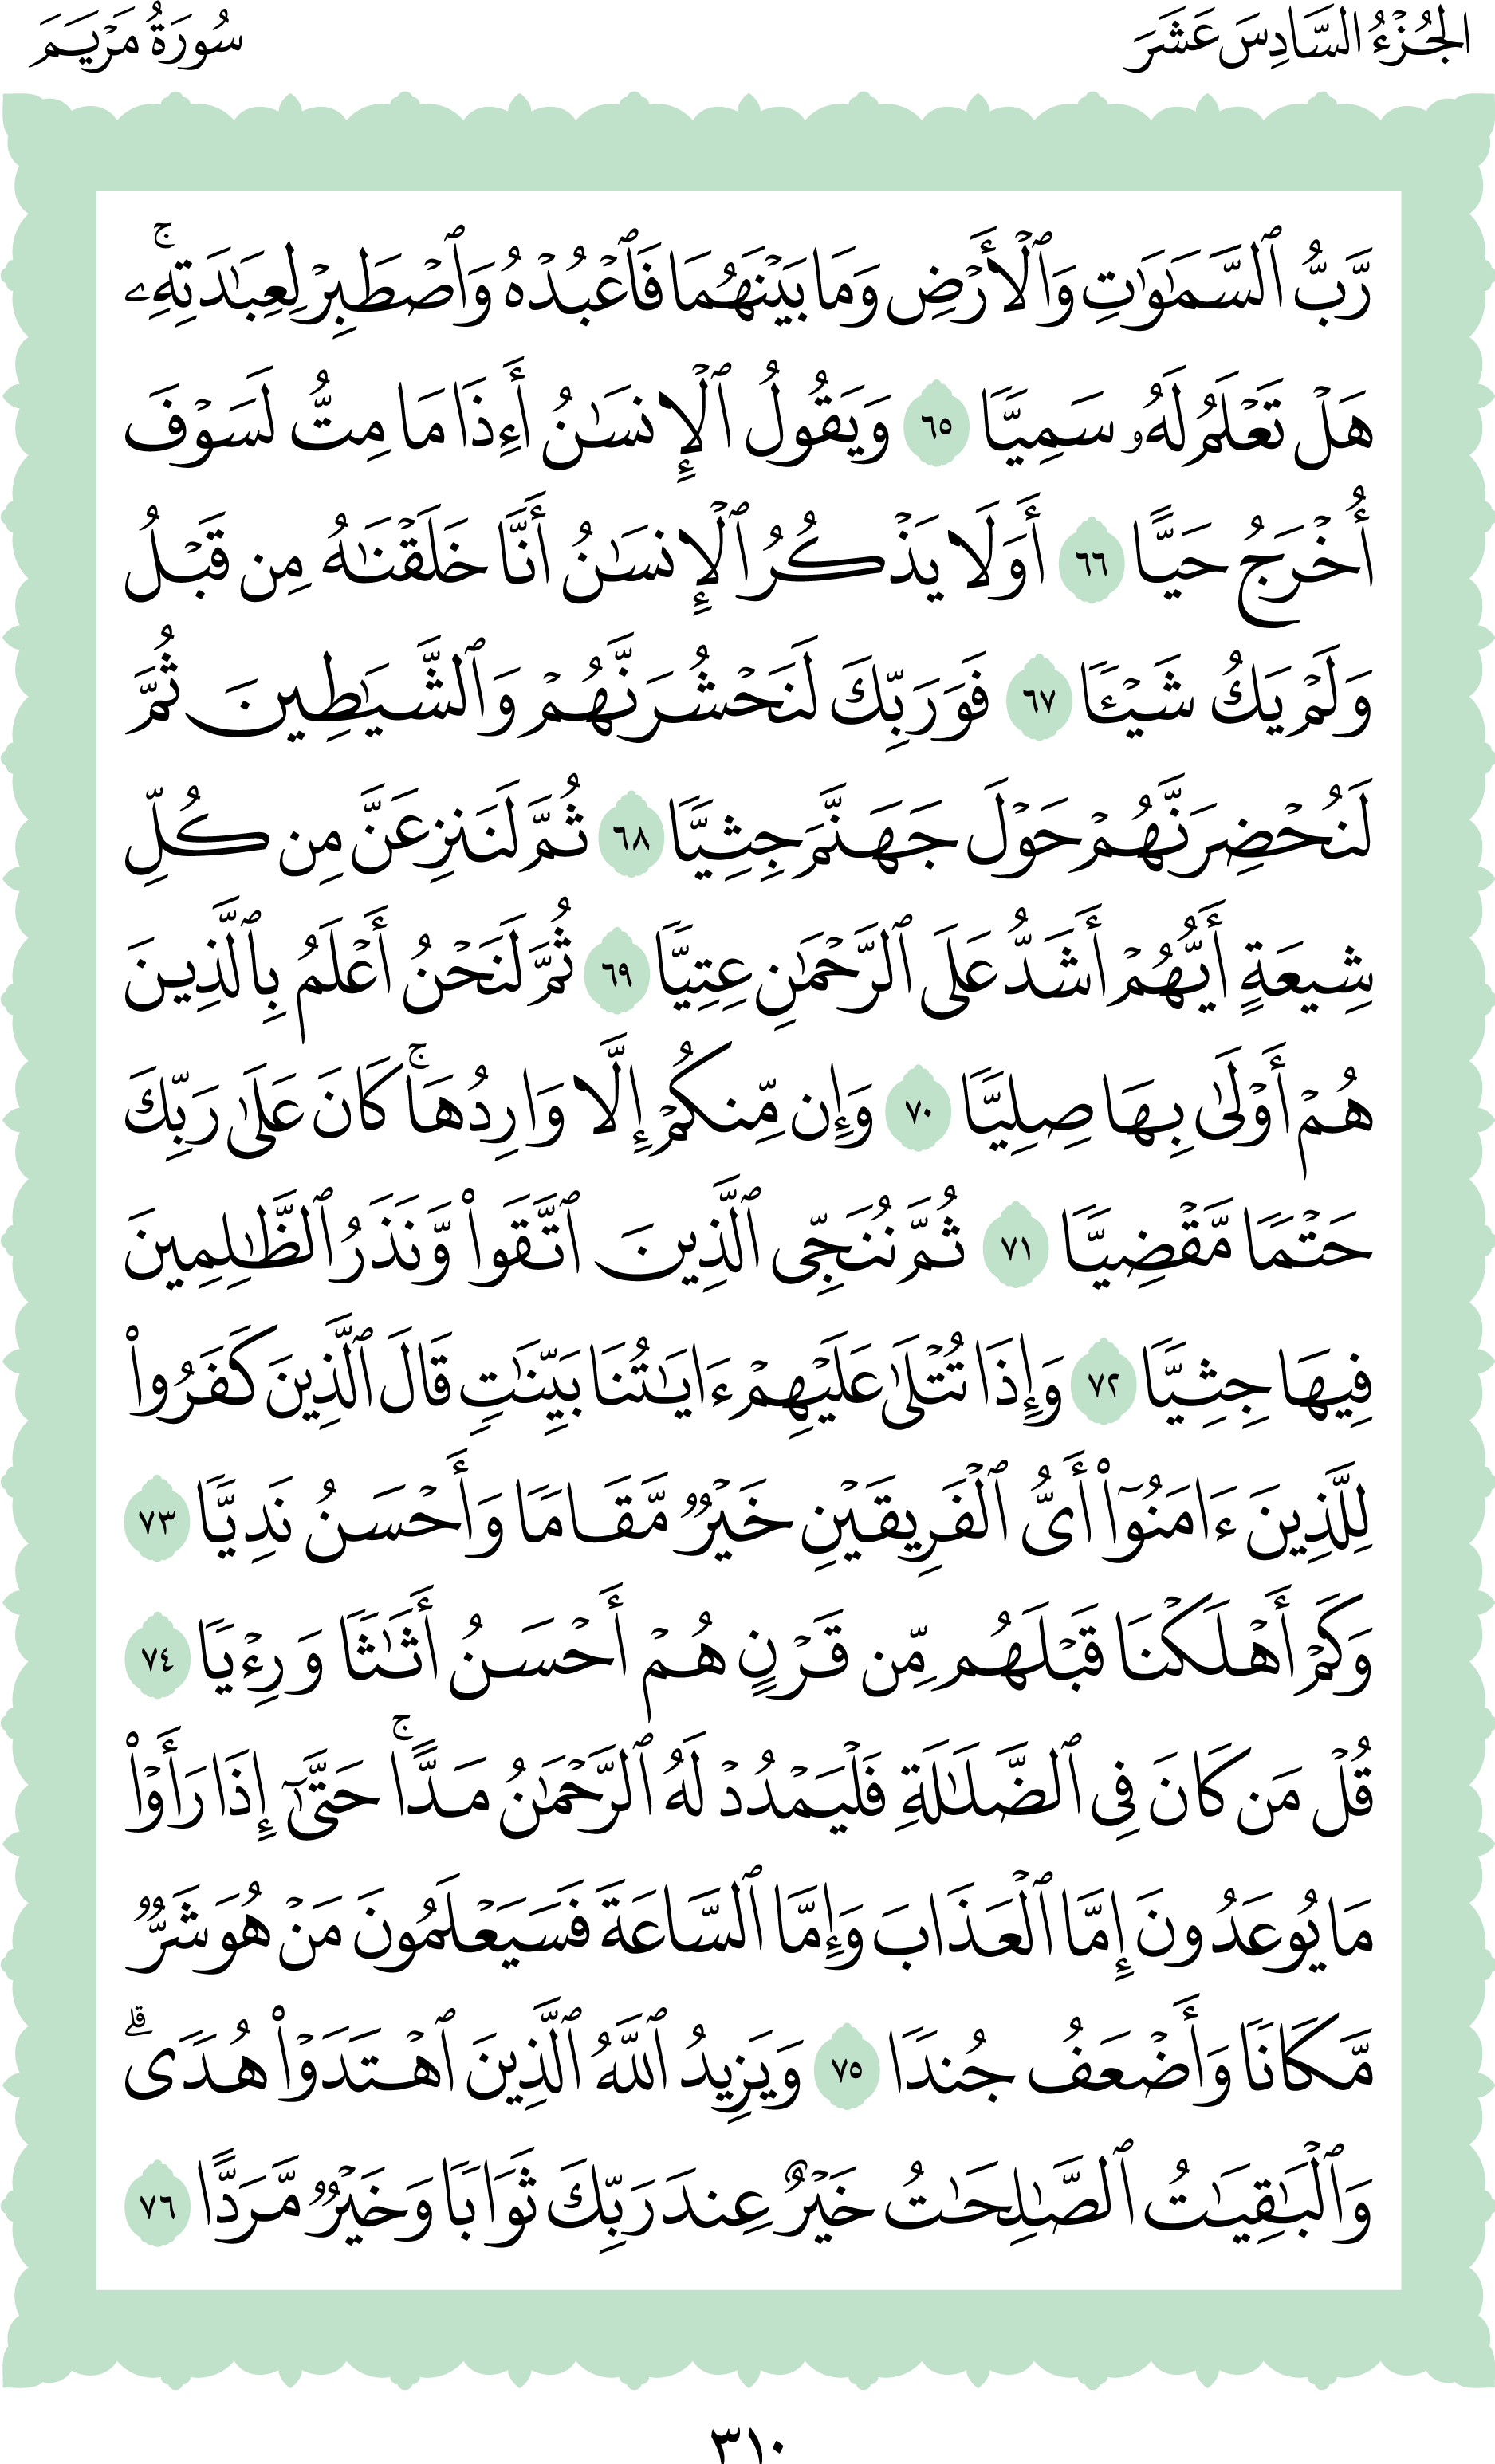 الجُزْءُ السَّادِسَ عَشَرَ
سُورَةُ مَرْيَمَ
رَّبُّ ٱلسَّمَٰوَٰتِ وَٱلۡأَرۡضِ وَمَا بَيۡنَهُمَا فَٱعۡبُدۡهُ وَٱصۡطَبِرۡ لِعِبَٰدَتِهِۦۚ
هَلۡ تَعۡلَمُ لَهُۥ سَمِيّٗا ٦٥ وَيَقُولُ ٱلۡإِنسَٰنُ أَءِذَا مَا مِتُّ لَسَوۡفَ
أُخۡرَجُ حَيًّا ٦٦ أَوَلَا يَذۡكُرُ ٱلۡإِنسَٰنُ أَنَّا خَلَقۡنَٰهُ مِن قَبۡلُ
وَلَمۡ يَكُ شَيۡـٔٗا ٦٧ فَوَرَبِّكَ لَنَحۡشُرَنَّهُمۡ وَٱلشَّيَٰطِينَ ثُمَّ
لَنُحۡضِرَنَّهُمۡ حَوۡلَ جَهَنَّمَ جِثِيّٗا ٦٨ ثُمَّ لَنَنزِعَنَّ مِن كُلِّ
شِيعَةٍ أَيُّهُمۡ أَشَدُّ عَلَى ٱلرَّحۡمَٰنِ عِتِيّٗا ٦٩ ثُمَّ لَنَحۡنُ أَعۡلَمُ بِٱلَّذِينَ
هُمۡ أَوۡلَىٰ بِهَا صِلِيّٗا ٧٠ وَإِن مِّنكُمۡ إِلَّا وَارِدُهَاۚ كَانَ عَلَىٰ رَبِّكَ
حَتۡمٗا مَّقۡضِيّٗا ٧١ ثُمَّ نُنَجِّي ٱلَّذِينَ ٱتَّقَواْ وَّنَذَرُ ٱلظَّٰلِمِينَ
فِيهَا جِثِيّٗا ٧٢ وَإِذَا تُتۡلَىٰ عَلَيۡهِمۡ ءَايَٰتُنَا بَيِّنَٰتٖ قَالَ ٱلَّذِينَ كَفَرُواْ
لِلَّذِينَ ءَامَنُوٓاْ أَيُّ ٱلۡفَرِيقَيۡنِ خَيۡرٞ مَّقَامٗا وَأَحۡسَنُ نَدِيّٗا ٧٣
وَكَمۡ أَهۡلَكۡنَا قَبۡلَهُم مِّن قَرۡنٍ هُمۡ أَحۡسَنُ أَثَٰثٗا وَرِءۡيٗا ٧٤
قُلۡ مَن كَانَ فِي ٱلضَّلَٰلَةِ فَلۡيَمۡدُدۡ لَهُ ٱلرَّحۡمَٰنُ مَدًّاۚ حَتَّىٰٓ إِذَا رَأَوۡاْ
مَا يُوعَدُونَ إِمَّا ٱلۡعَذَابَ وَإِمَّا ٱلسَّاعَةَ فَسَيَعۡلَمُونَ مَنۡ هُوَ شَرّٞ
مَّكَانٗا وَأَضۡعَفُ جُندٗا ٧٥ وَيَزِيدُ ٱللَّهُ ٱلَّذِينَ ٱهۡتَدَوۡاْ هُدٗىۗ
وَٱلۡبَٰقِيَٰتُ ٱلصَّٰلِحَٰتُ خَيۡرٌ عِندَ رَبِّكَ ثَوَابٗا وَخَيۡرٞ مَّرَدًّا ٧٦
٣١٠